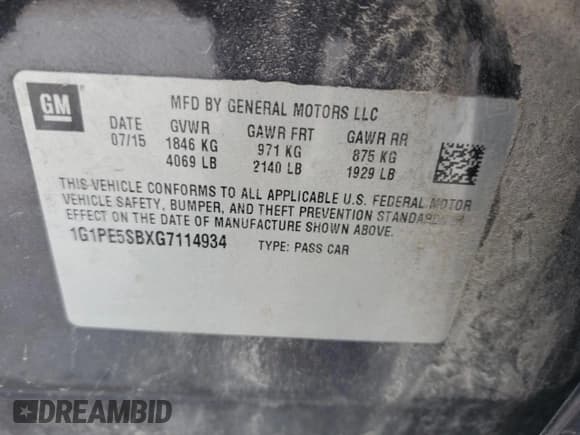 GM
MFD BY GENERAL MOTORS LLC
DATE GVWR GAWR FRT GAWR RR
07/15 1846 KG 971 KG 875 KG
4069 LB 2140 LB 1929 LB
THIS VEHICLE CONFORMS TO ALL APPLICABLE U.S. FEDERAL MOTOR
VEHICLE SAFETY, BUMPER, AND THEFT PREVENTION STANDARDS IN
EFFECT ON THE DATE OF MANUFACTURE SHOWN ABOVE.
1G1PE5SBXG7114934 TYPE: PASS CAR
DREAMBID